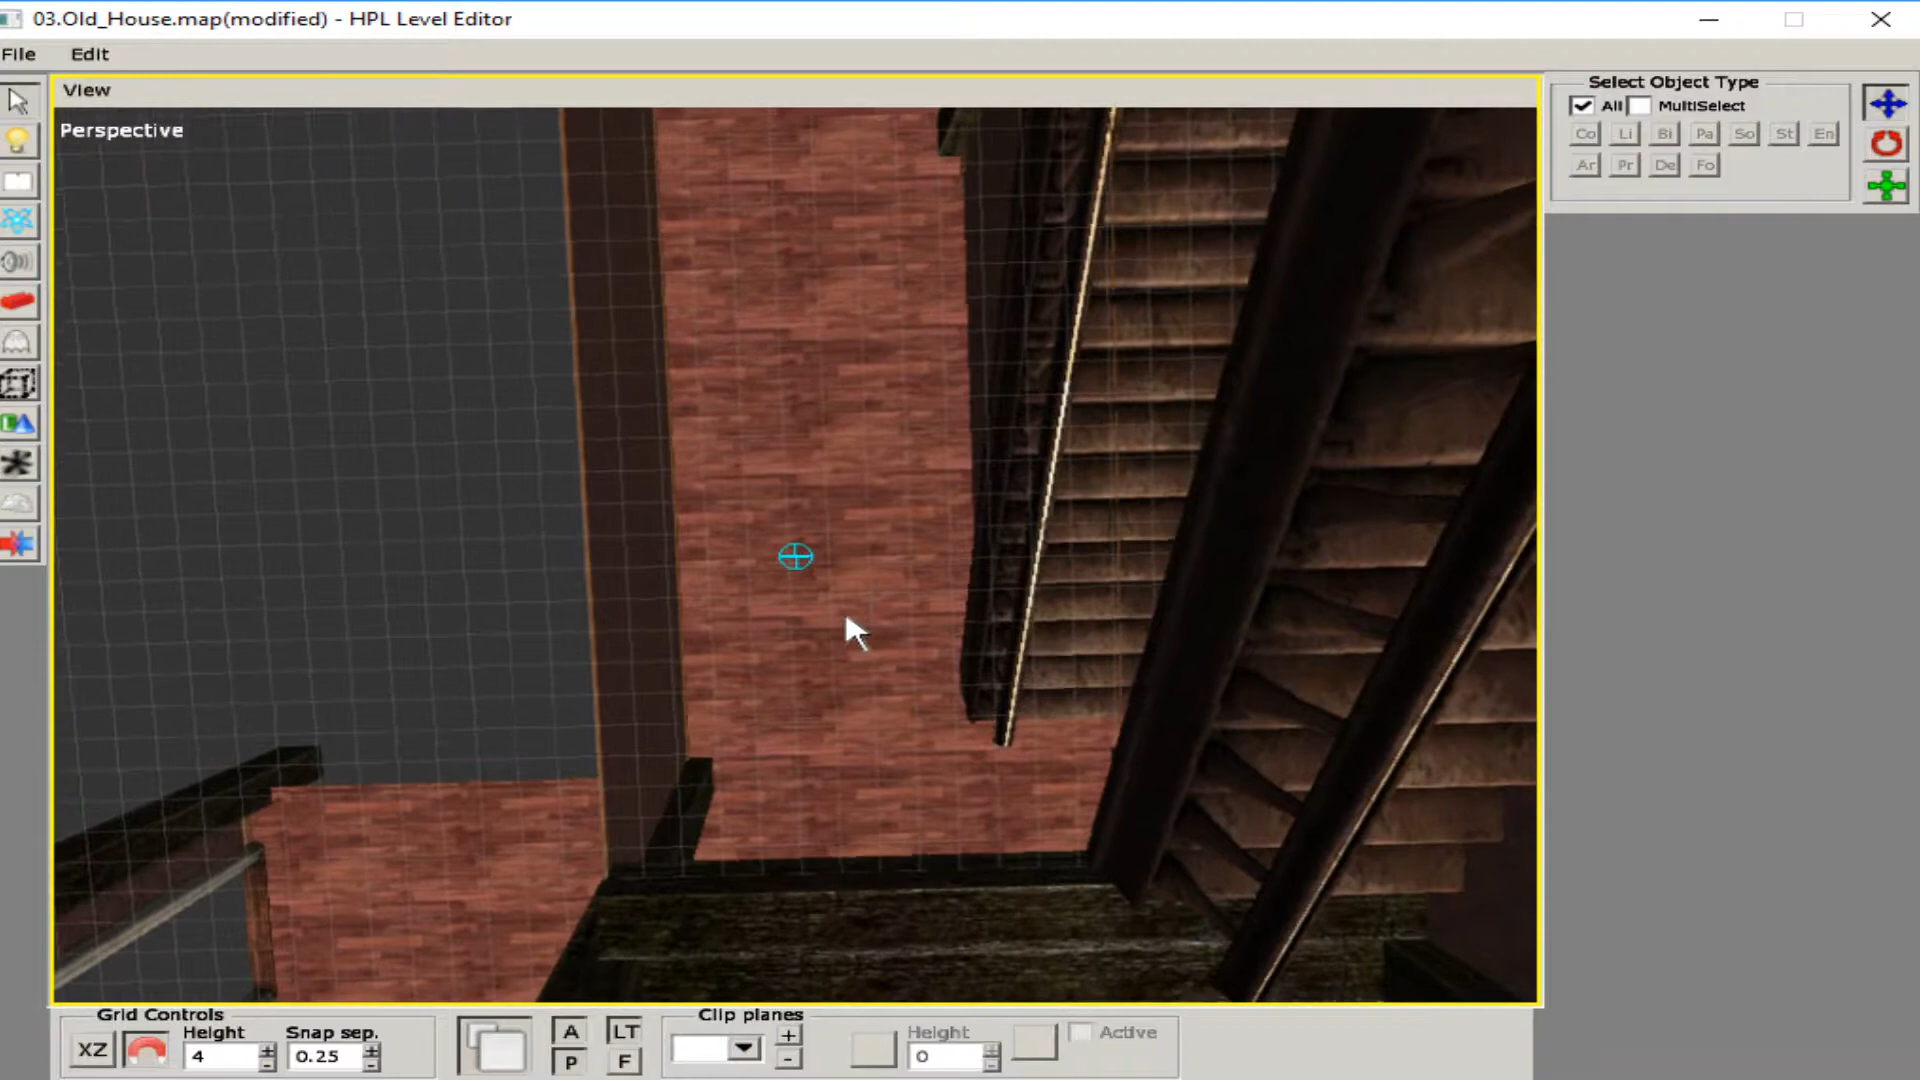 03.Old_House.map(modified) - HPL Level Editor
File Edit
View
Perspective
Select Object Type
All MultiSelect
Co Li Bi Pa So St En
Ar Pr De Fo
Grid Controls
Height Snap sep.
XZ 4 + - 0.25 + -
A LT
P F
Clip planes
+ -
Height
0 + -
Active